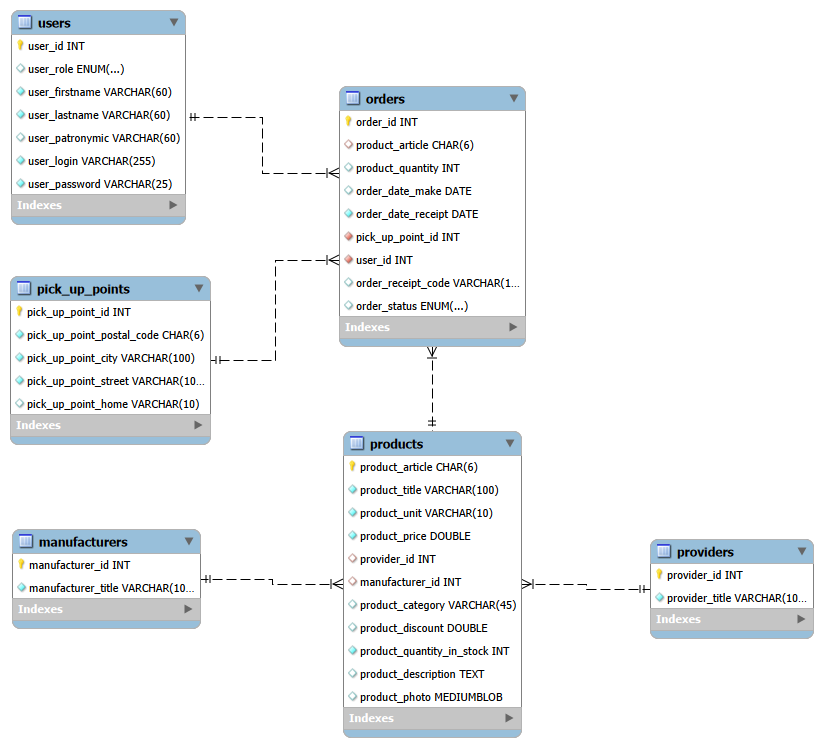 users
user_id INT
user_role ENUM(...)
user_firstname VARCHAR(60)
user_lastname VARCHAR(60)
user_patronymic VARCHAR(60)
user_login VARCHAR(255)
user_password VARCHAR(25)
Indexes
orders
order_id INT
product_article CHAR(6)
product_quantity INT
order_date_make DATE
order_date_receipt DATE
pick_up_point_id INT
user_id INT
order_receipt_code VARCHAR(1...
order_status ENUM(...)
Indexes
pick_up_points
pick_up_point_id INT
pick_up_point_postal_code CHAR(6)
pick_up_point_city VARCHAR(100)
pick_up_point_street VARCHAR(10...
pick_up_point_home VARCHAR(10)
Indexes
products
product_article CHAR(6)
product_title VARCHAR(100)
product_unit VARCHAR(10)
product_price DOUBLE
provider_id INT
manufacturer_id INT
product_category VARCHAR(45)
product_discount DOUBLE
product_quantity_in_stock INT
product_description TEXT
product_photo MEDIUMBLOB
Indexes
manufacturers
manufacturer_id INT
manufacturer_title VARCHAR(10...
Indexes
providers
provider_id INT
provider_title VARCHAR(10...
Indexes